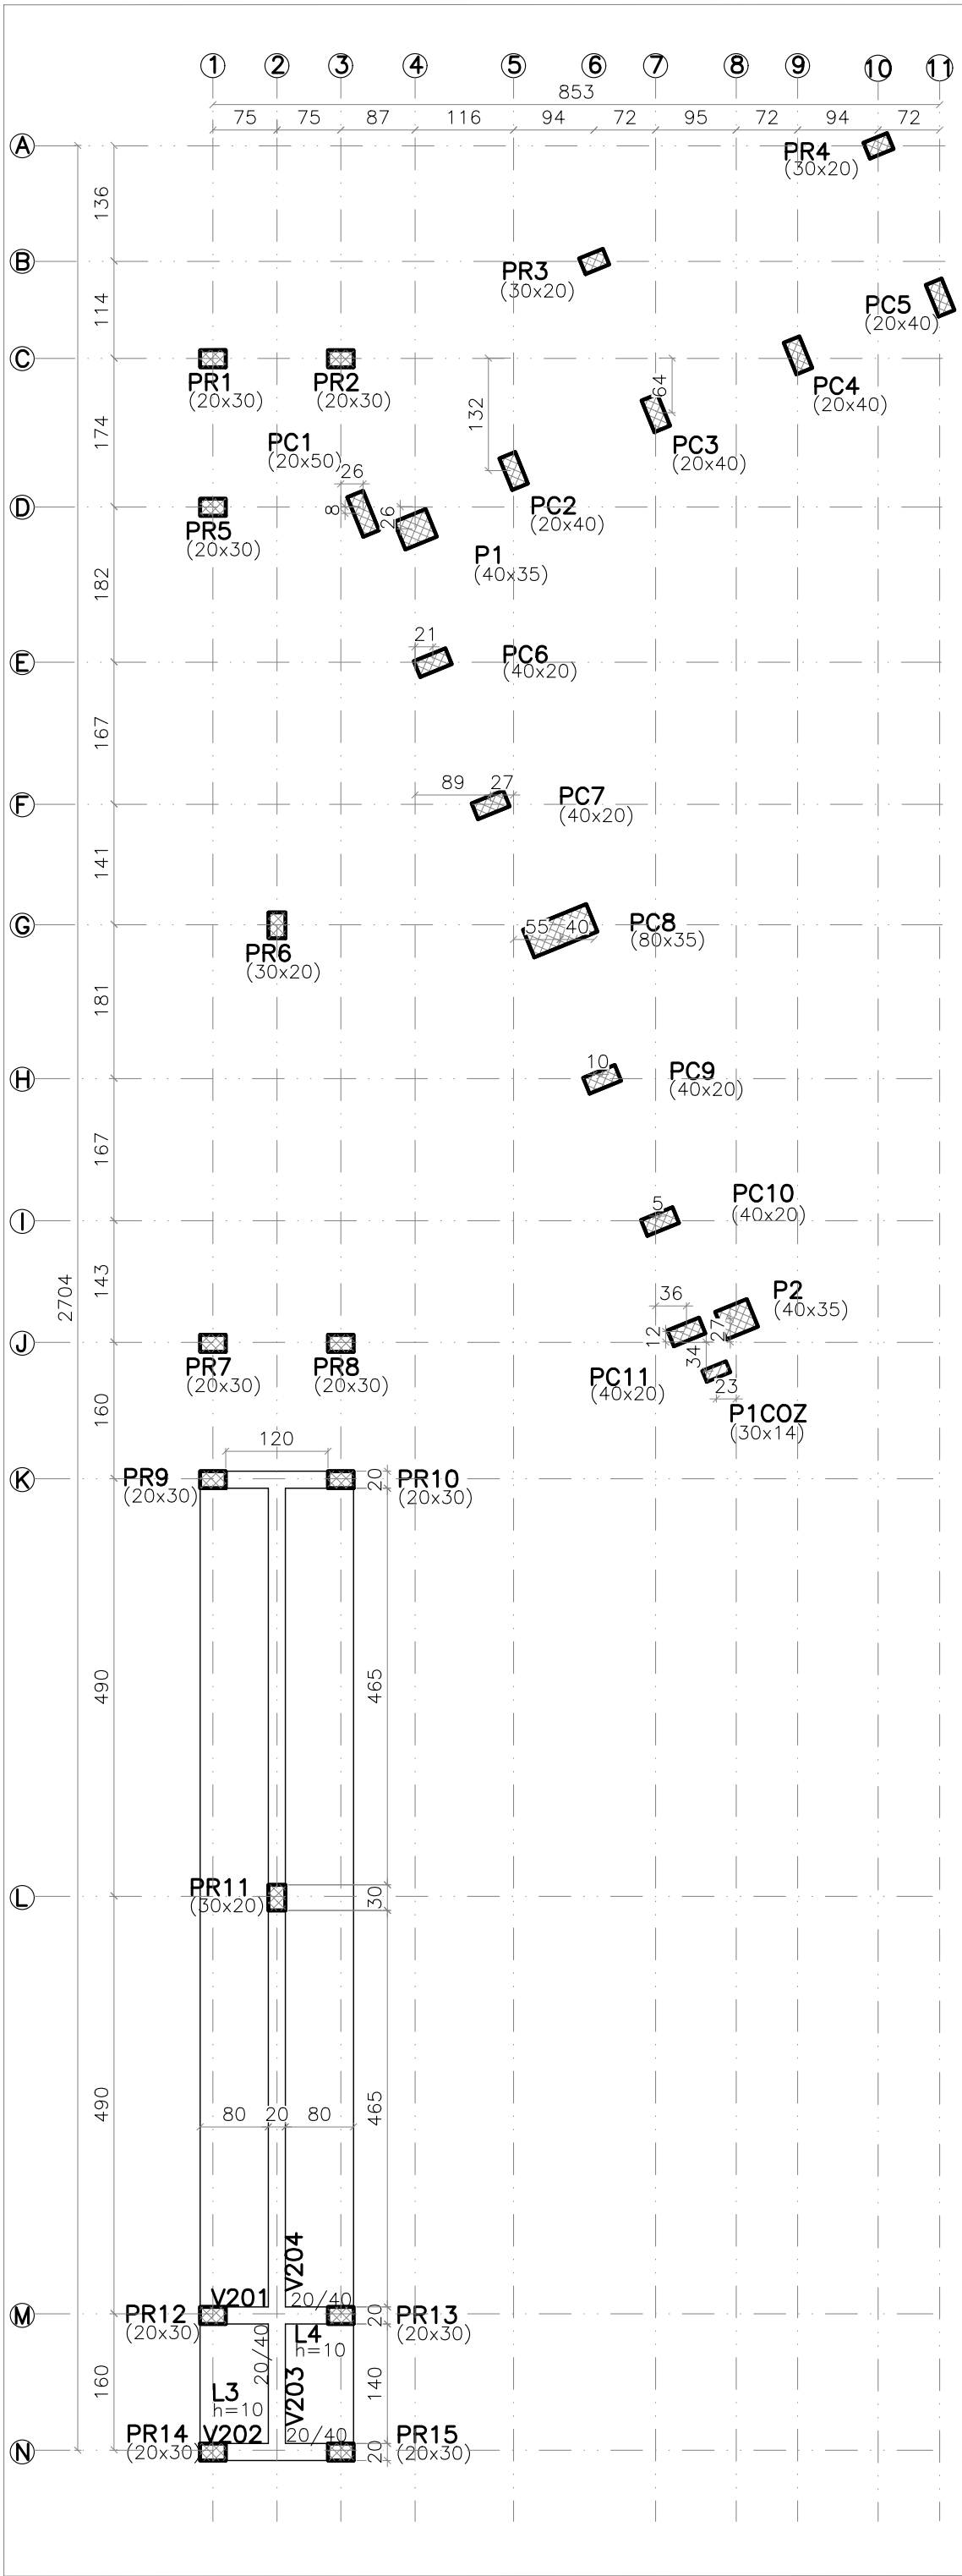 1 2 3 4 5 6 7 8 9 10 11
853
75 75 87 116 94 72 95 72 94 72
A
PR4
(30x20)
136
B
PR3
(30x20)
114
PC5
(20x40)
C
PR1
(20x30)
PR2
(20x30)
64
PC4
(20x40)
174
132
PC1
(20x50)
26
PC3
(20x40)
D
8
26
PC2
(20x40)
PR5
(20x30)
P1
(40x35)
182
21
E
PC6
(40x20)
167
89 27
F
PC7
(40x20)
141
G
55 40
PC8
(80x35)
PR6
(30x20)
181
10
H
PC9
(40x20)
167
5
PC10
(40x20)
I
143
2704
36
P2
(40x35)
12
27
J
34
PR7
(20x30)
PR8
(20x30)
PC11
(40x20)
23
P1COZ
(30x14)
160
120
K
PR9
(20x30)
20
PR10
(20x30)
490
465
L
PR11
(30x20)
30
490
465
80 20 80
V204
V201
20/40
M
PR12
(20x30)
20
PR13
(20x30)
20/40
L4
h=10
160
140
L3
h=10
V203
N
PR14
(20x30)
V202
20/40
20
PR15
(20x30)